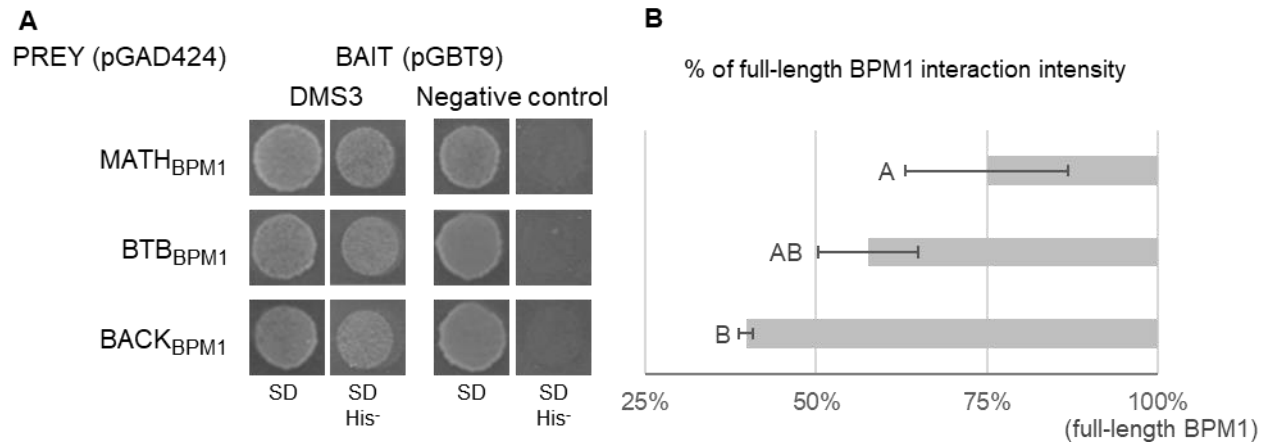 A
PREY (pGAD424)
BAIT (pGBT9)
DMS3
Negative control
MATHBPM1
BTBBPM1
BACKBPM1
SD
SD
His-
SD
SD
His-
B
% of full-length BPM1 interaction intensity
A
AB
B
25%
50%
75%
100%
(full-length BPM1)